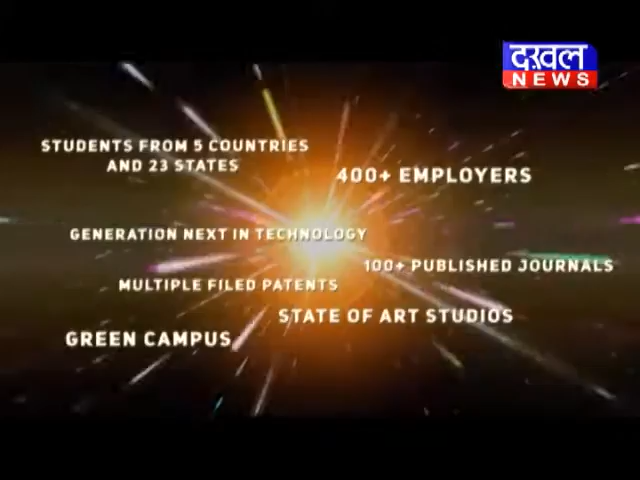 दख़ल
NEWS
STUDENTS FROM 5 COUNTRIES
AND 23 STATES
400+ EMPLOYERS
GENERATION NEXT IN TECHNOLOGY
100+ PUBLISHED JOURNALS
MULTIPLE FILED PATENTS
STATE OF ART STUDIOS
GREEN CAMPUS